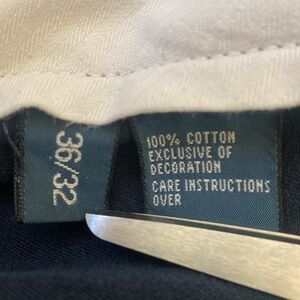 36/32
100% COTTON
EXCLUSIVE OF
DECORATION
CARE INSTRUCTIONS
OVER